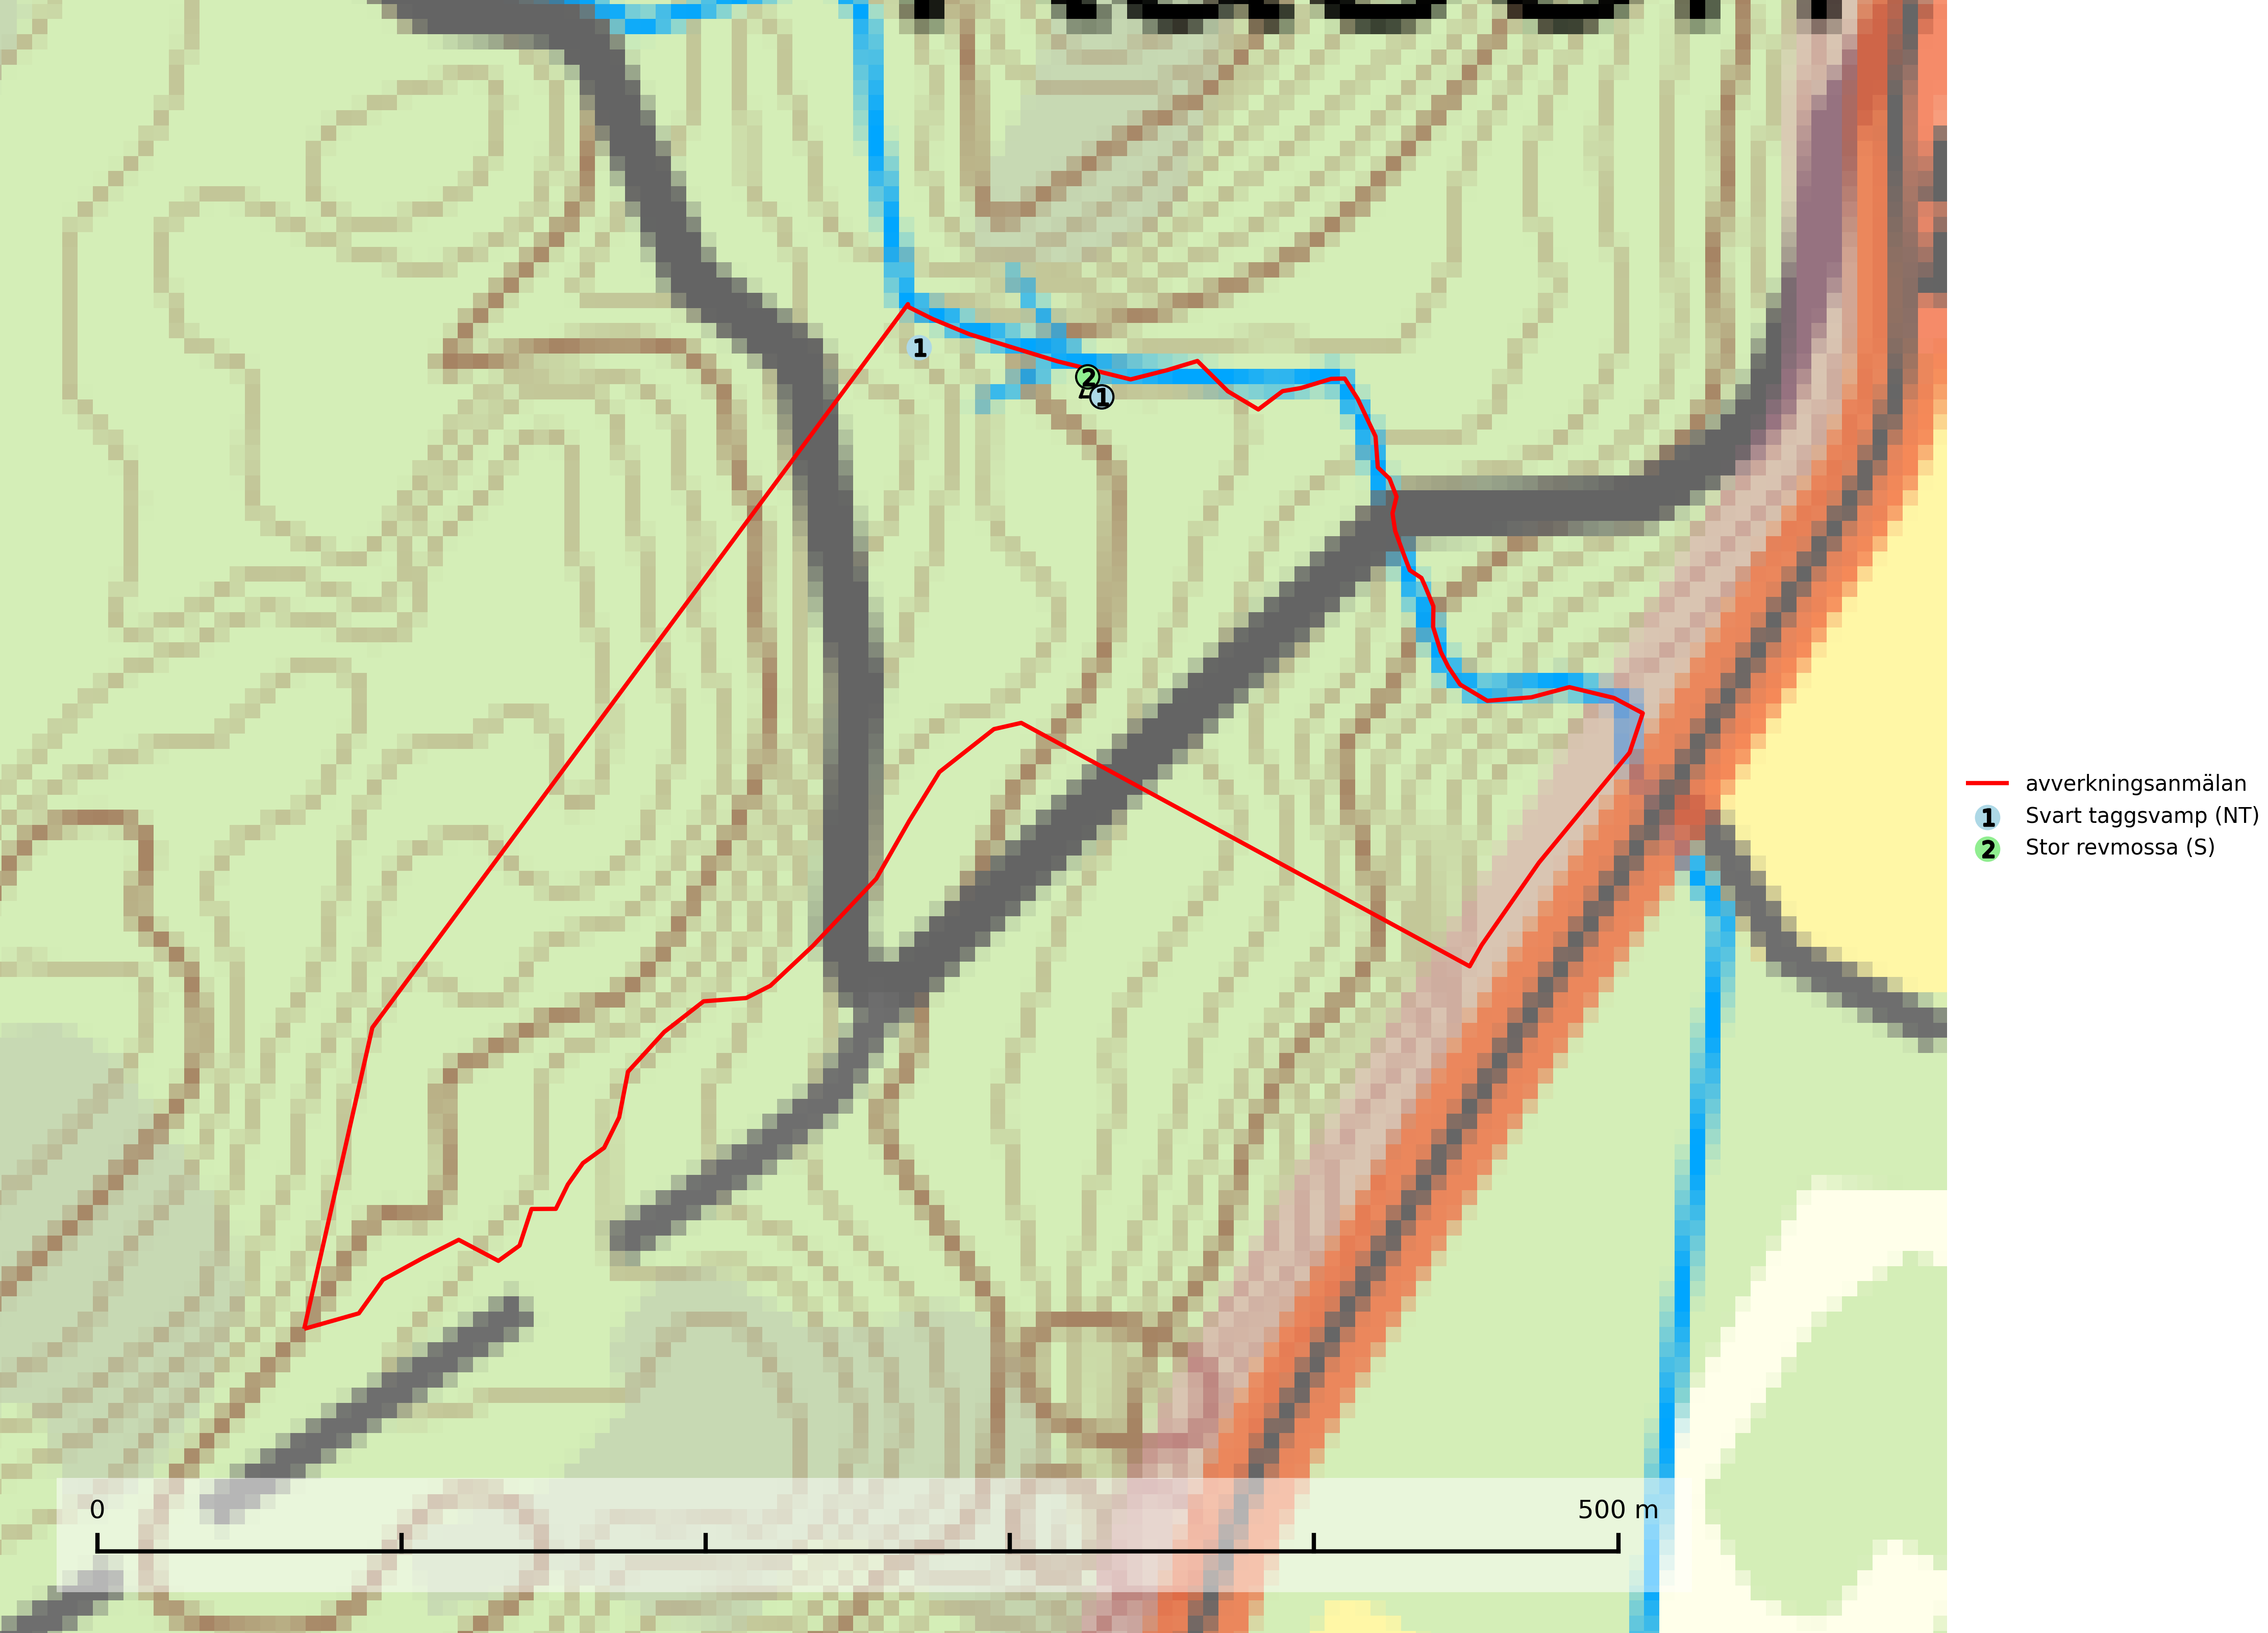 1
2
1
avverkningsanmälan
1 Svart taggsvamp (NT)
2 Stor revmossa (S)
0 500 m